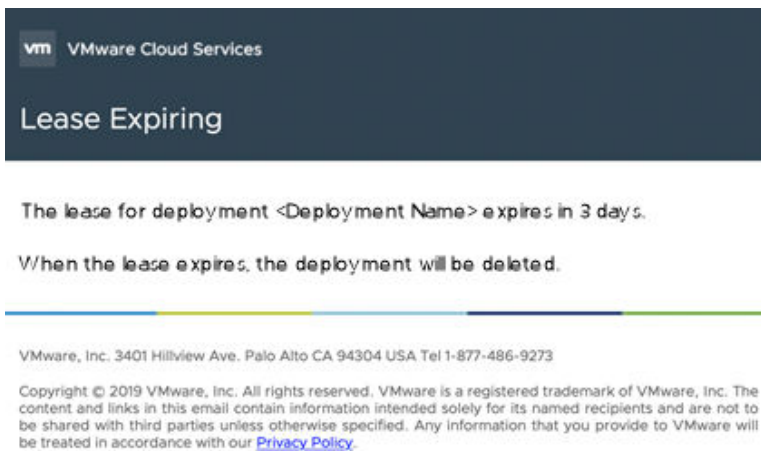 vm VMware Cloud Services
Lease Expiring
The lease for deployment <Deployment Name> expires in 3 days.
When the lease expires, the deployment will be deleted.
VMware, Inc. 3401 Hillview Ave. Palo Alto CA 94304 USA Tel 1-877-486-9273
Copyright © 2019 VMware, Inc. All rights reserved. VMware is a registered trademark of VMware, Inc. The
content and links in this email contain information intended solely for its named recipients and are not to
be shared with third parties unless otherwise specified. Any information that you provide to VMware will
be treated in accordance with our Privacy Policy.